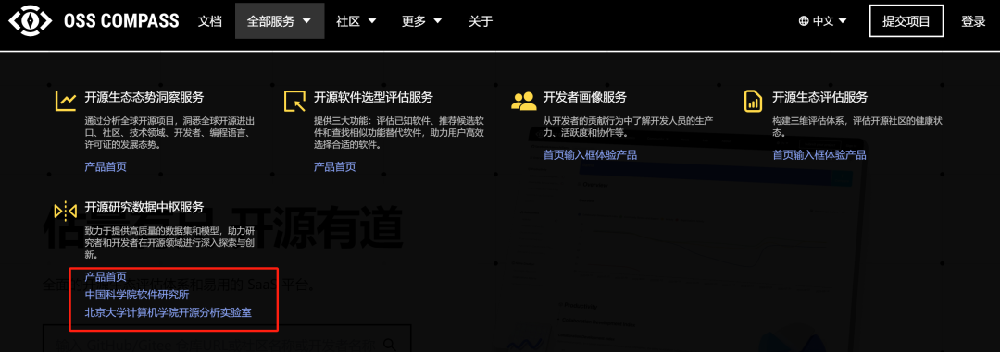 OSS COMPASS 文档 全部服务 社区 更多 关于 中文 提交项目 登录
开源生态态势洞察服务
通过分析全球开源项目，洞悉全球开源进出
口、社区、技术领域、开发者、编程语言、
许可证的发展态势。
产品首页
开源软件选型评估服务
提供三大功能：评估已知软件、推荐候选软
件和查找相似功能替代软件，助力用户高效
选择合适的软件。
产品首页
开发者画像服务
从开发者的贡献行为中了解开发人员的生产
力、活跃度和协作等。
首页输入框体验产品
开源生态评估服务
构建三维评估体系，评估开源社区的健康状
态。
首页输入框体验产品
开源研究数据中枢服务
致力于提供高质量的数据集和模型，助力研
究者和开发者在开源领域进行深入探索与创
新。
产品首页
中国科学院软件研究所
北京大学计算机学院开源分析实验室
开源有道
SaaS 平台。